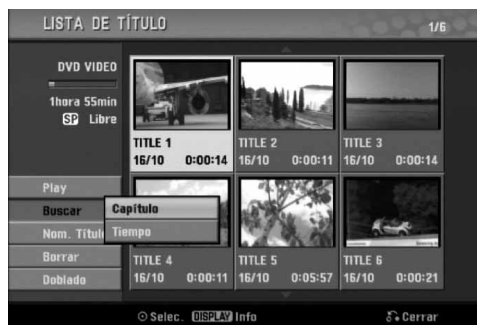 LISTA DE TÍTULO 1/6
DVD VIDEO
1hora 55min
SP Libre
TITLE 1
16/10 0:00:14
TITLE 2
16/10 0:00:11
TITLE 3
16/10 0:00:14
Play
Buscar
Nom. Títul
Borrar
Doblado
Capítulo
Tiempo
TITLE 4
16/10 0:00:11
TITLE 5
16/10 0:05:57
TITLE 6
16/10 0:00:21
Selec. DISPLAY Info Cerrar